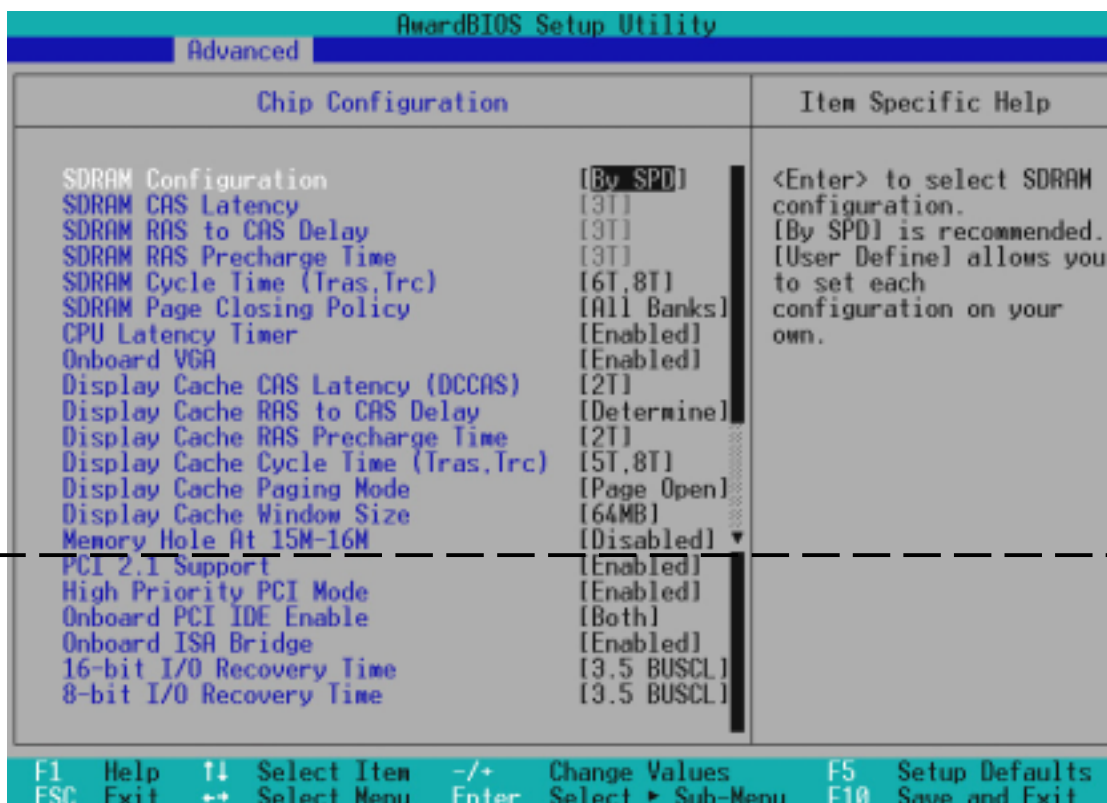 AwardBIOS Setup Utility
Advanced
Chip Configuration
Item Specific Help
SDRAM Configuration [By SPD]
SDRAM CAS Latency [3T]
SDRAM RAS to CAS Delay [3T]
SDRAM RAS Precharge Time [3T]
SDRAM Cycle Time (Tras,Trc) [6T,8T]
SDRAM Page Closing Policy [All Banks]
CPU Latency Timer [Enabled]
Onboard VGA [Enabled]
Display Cache CAS Latency (DCCAS) [2T]
Display Cache RAS to CAS Delay [Determine]
Display Cache RAS Precharge Time [2T]
Display Cache Cycle Time (Tras,Trc) [5T,8T]
Display Cache Paging Mode [Page Open]
Display Cache Window Size [64MB]
Memory Hole At 15M-16M [Disabled]
PCI 2.1 Support [Enabled]
High Priority PCI Mode [Enabled]
Onboard PCI IDE Enable [Both]
Onboard ISA Bridge [Enabled]
16-bit I/O Recovery Time [3.5 BUSCL]
8-bit I/O Recovery Time [3.5 BUSCL]
<Enter> to select SDRAM
configuration.
[By SPD] is recommended.
[User Define] allows you
to set each
configuration on your
own.
F1 Help ↑↓ Select Item -/+ Change Values F5 Setup Defaults
ESC Exit ←→ Select Menu Enter Select ► Sub-Menu F10 Save and Exit